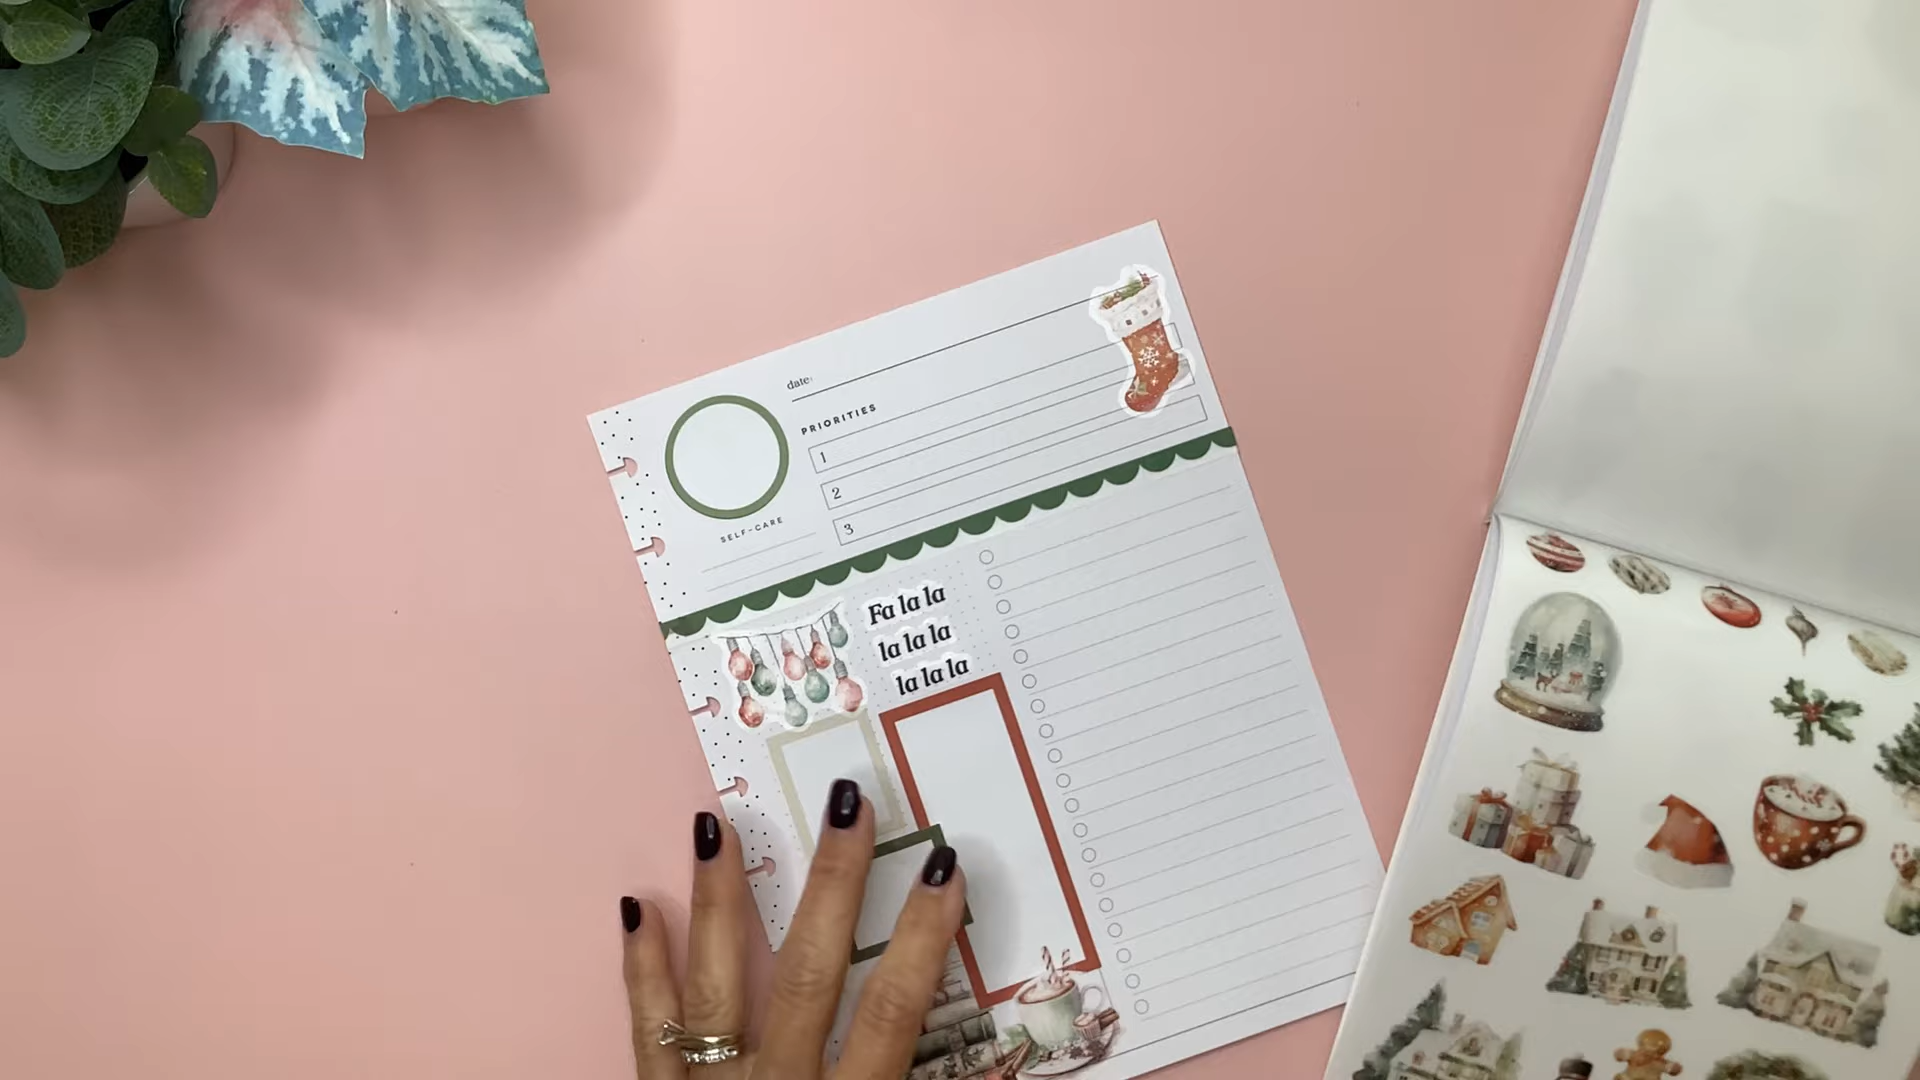 date:
PRIORITIES
1
2
3
SELF-CARE
Fa la la
la la la
la la la